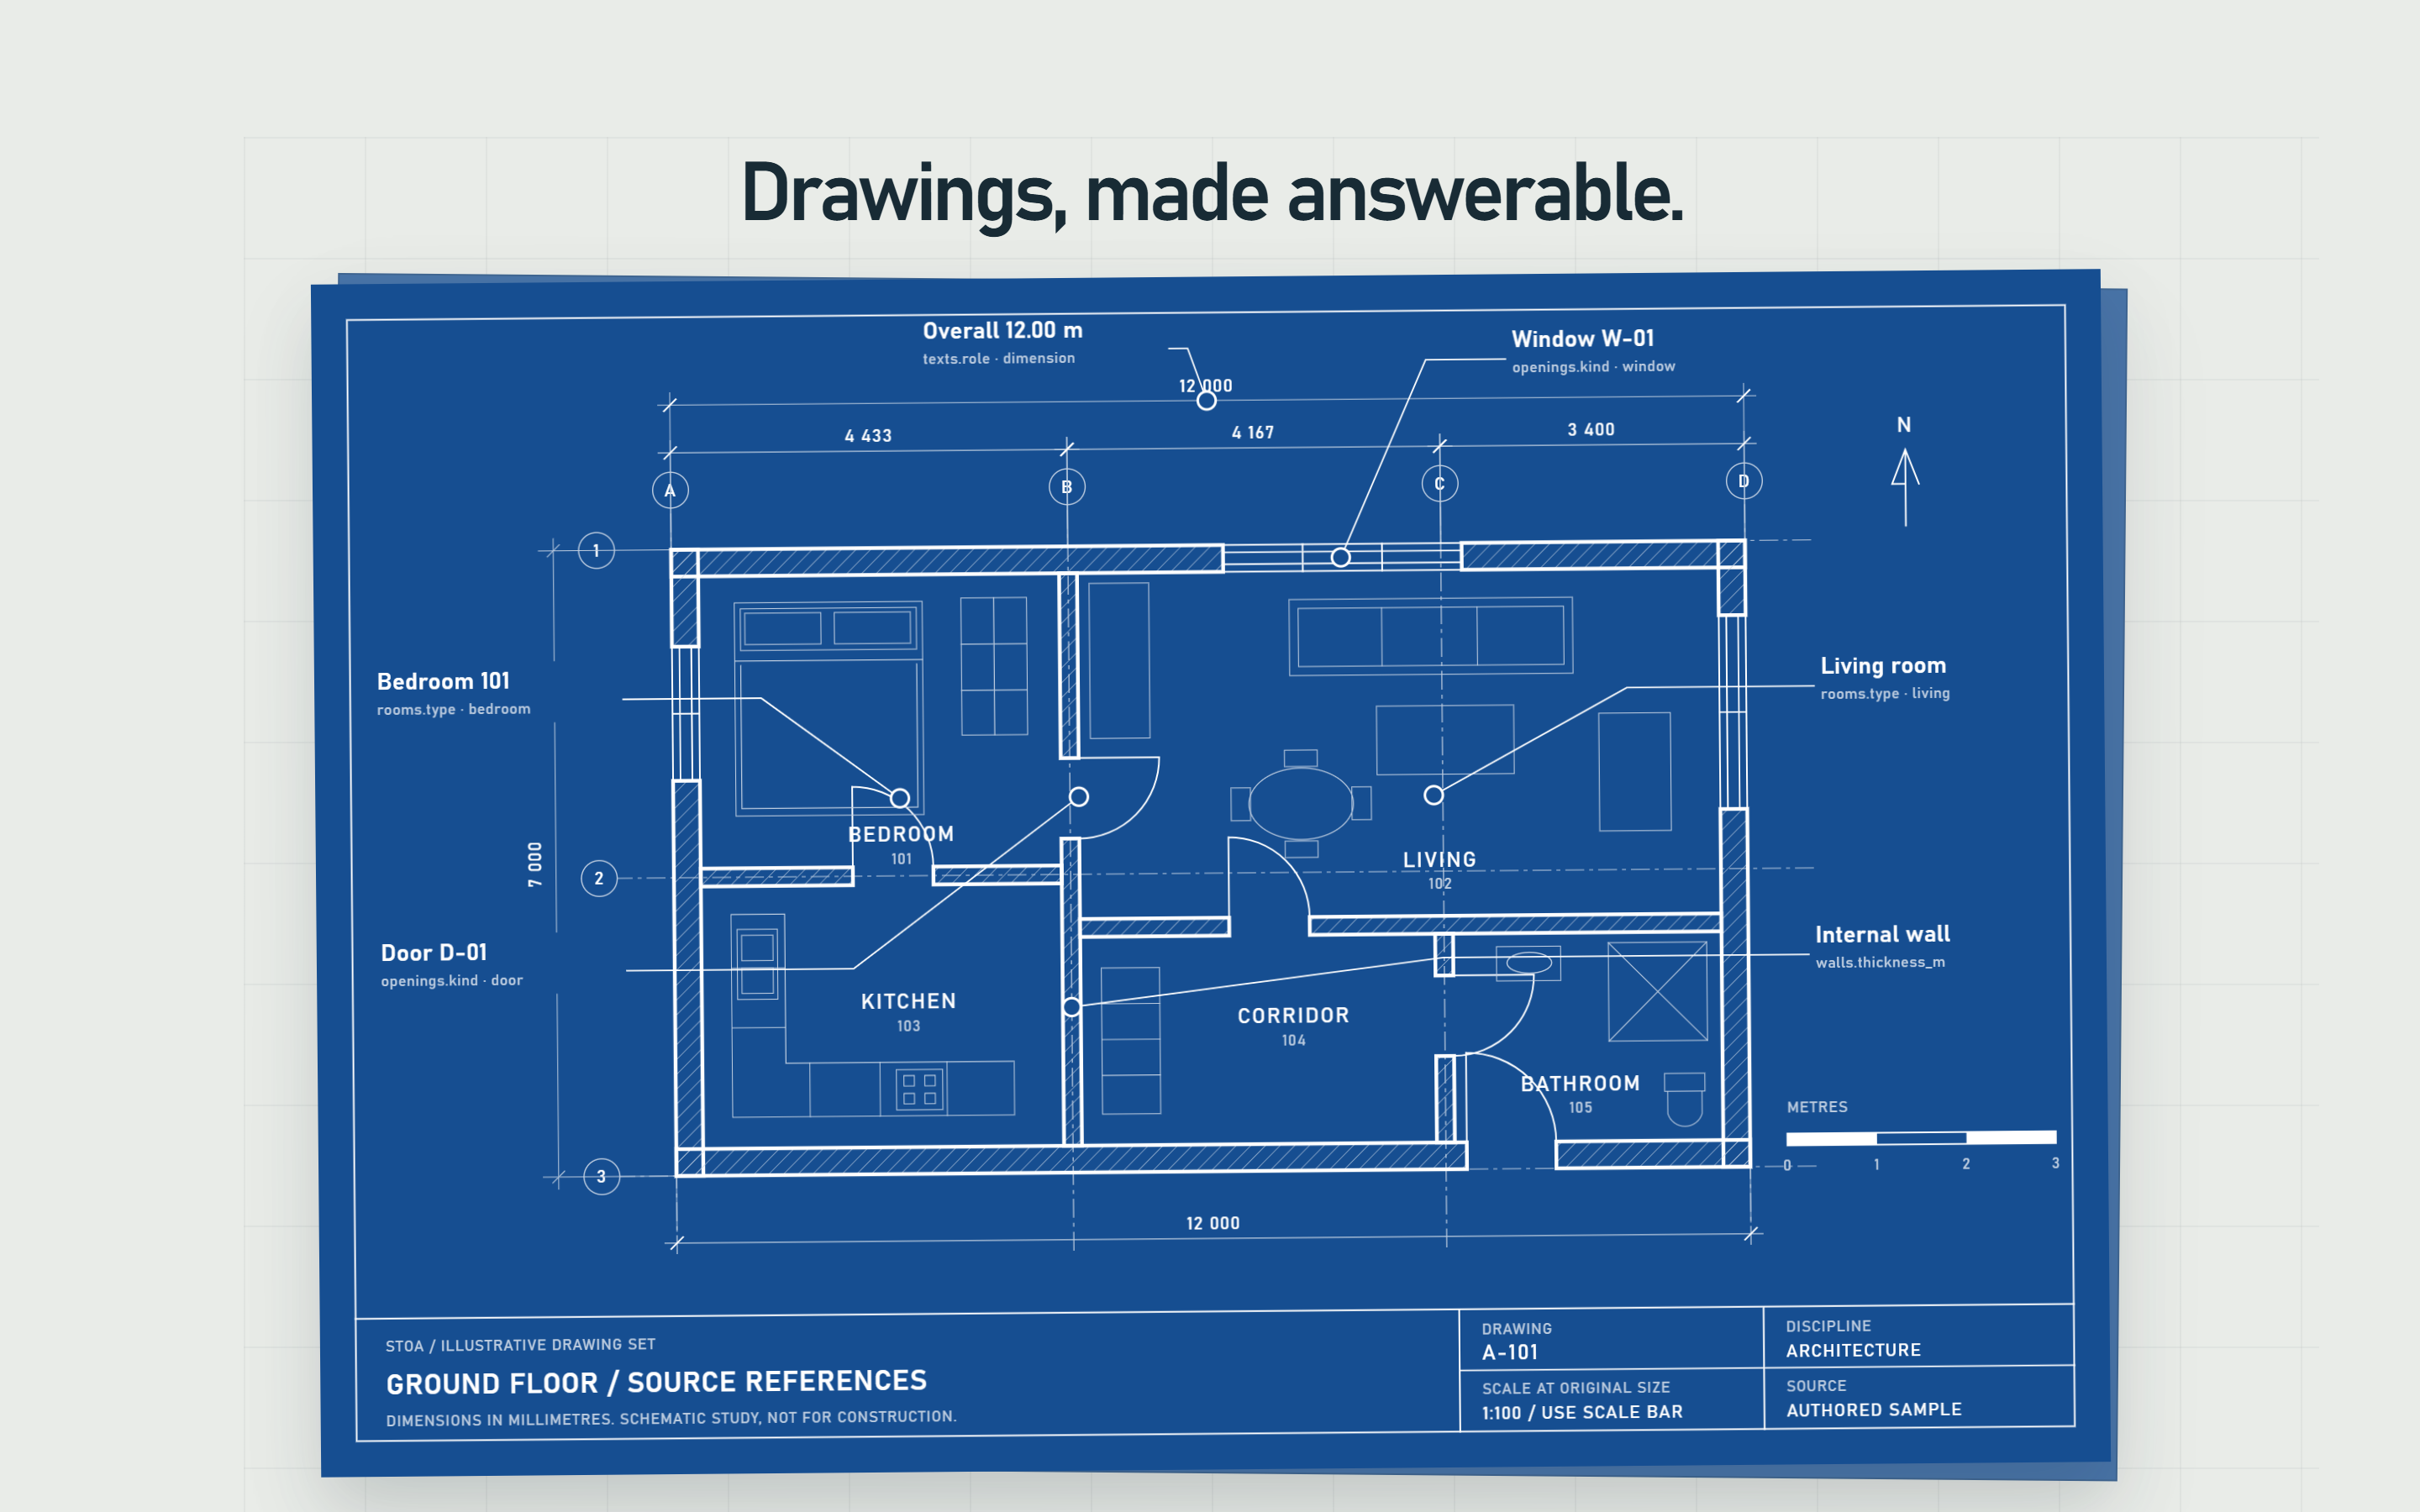 Drawings, made answerable.
Overall 12.00 m
texts.role · dimension
Window W-01
openings.kind · window
12 000
4 433
4 167
3 400
N
A
B
C
D
1
Bedroom 101
rooms.type · bedroom
Living room
rooms.type · living
BEDROOM
101
LIVING
102
7 000
2
Door D-01
openings.kind · door
Internal wall
walls.thickness_m
KITCHEN
103
CORRIDOR
104
BATHROOM
105
METRES
0 1 2 3
3
12 000
STOA / ILLUSTRATIVE DRAWING SET
GROUND FLOOR / SOURCE REFERENCES
DIMENSIONS IN MILLIMETRES. SCHEMATIC STUDY, NOT FOR CONSTRUCTION.
DRAWING
A-101
DISCIPLINE
ARCHITECTURE
SCALE AT ORIGINAL SIZE
1:100 / USE SCALE BAR
SOURCE
AUTHORED SAMPLE